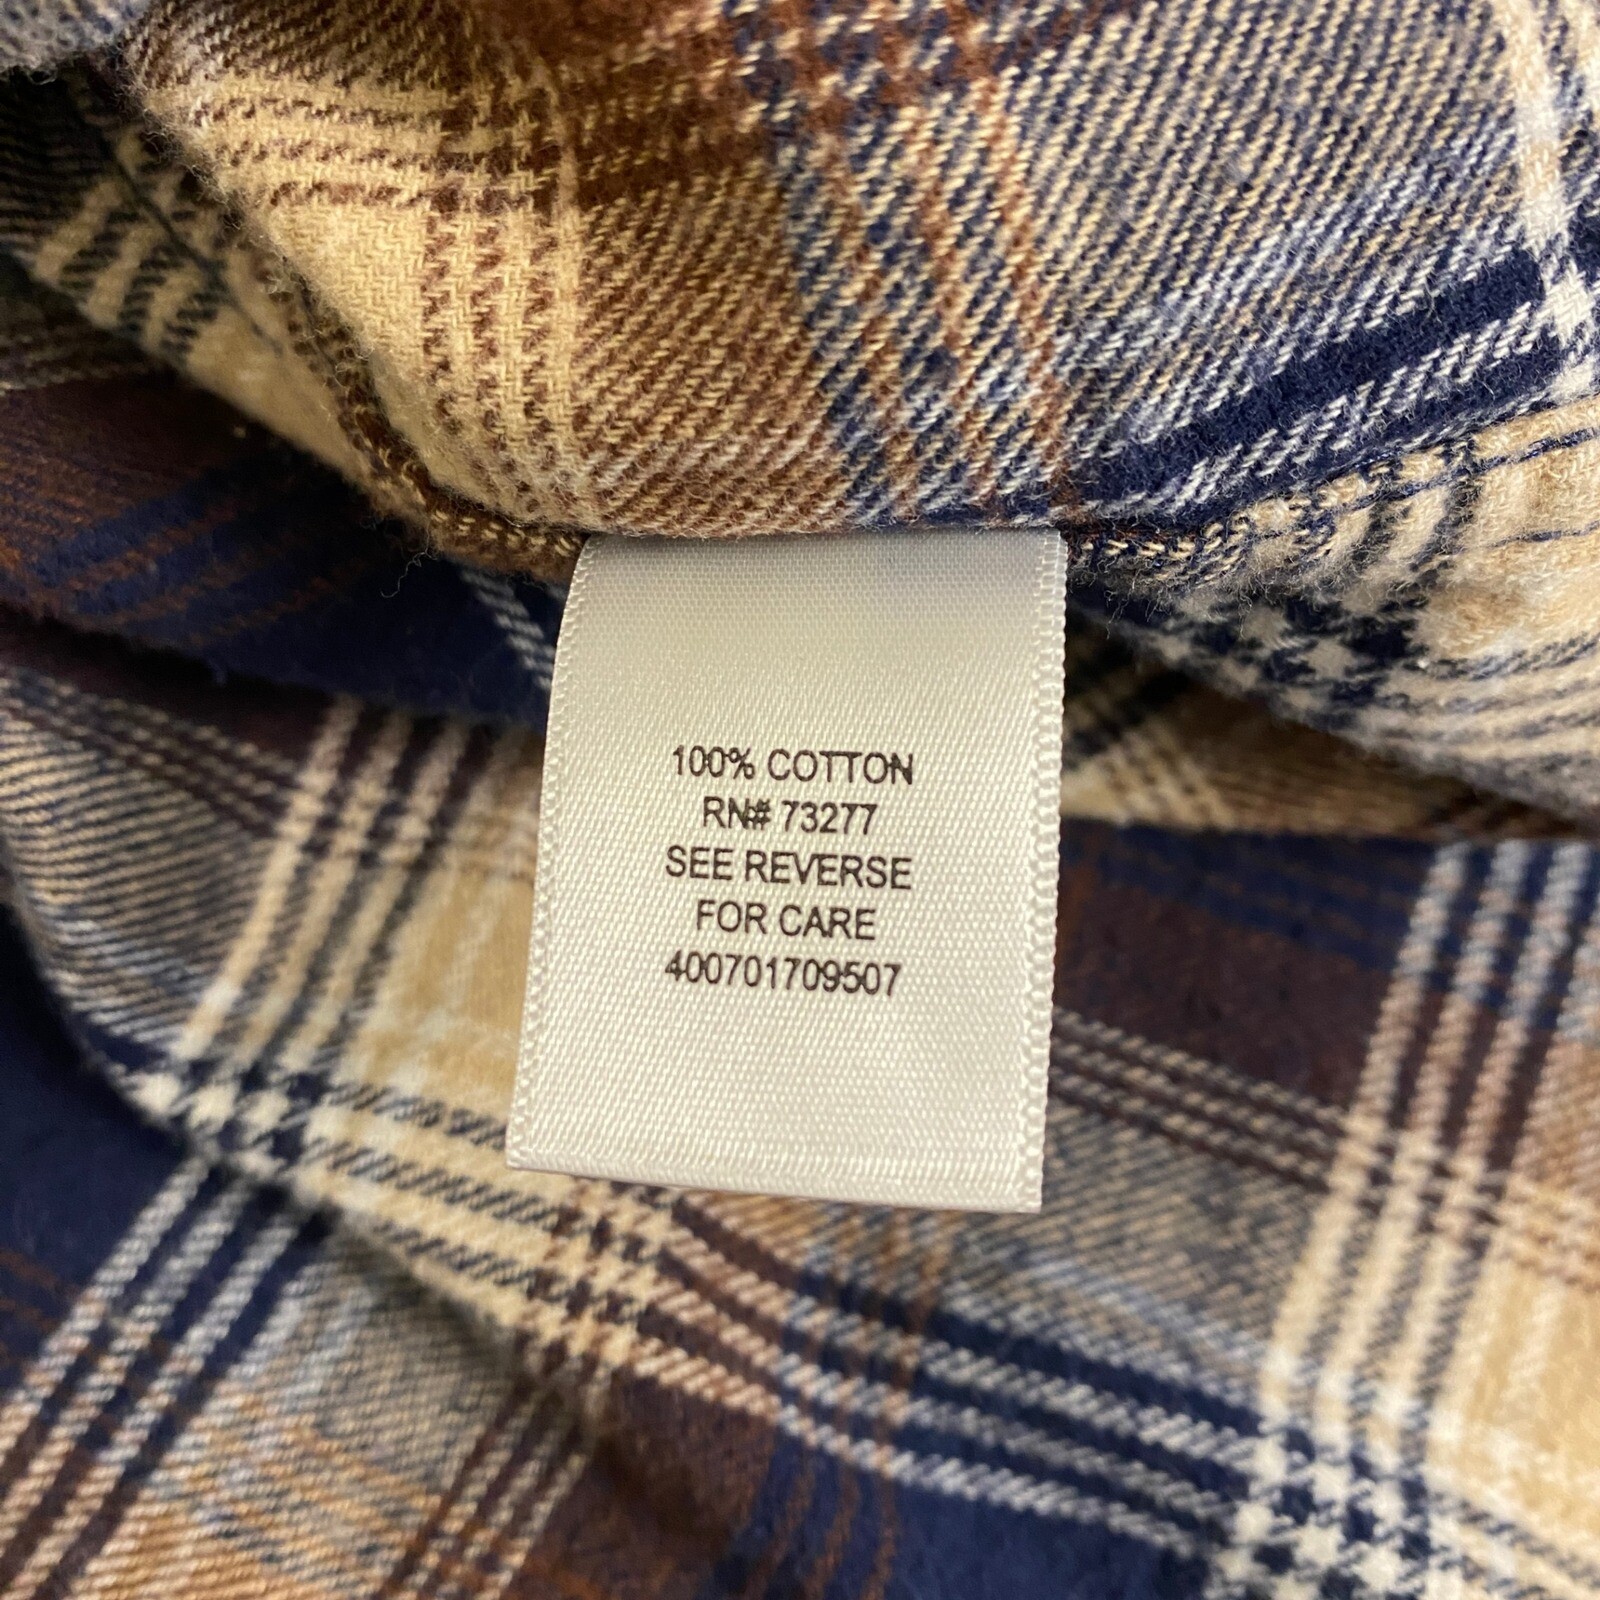 100% COTTON
RN# 73277
SEE REVERSE
FOR CARE
400701709507